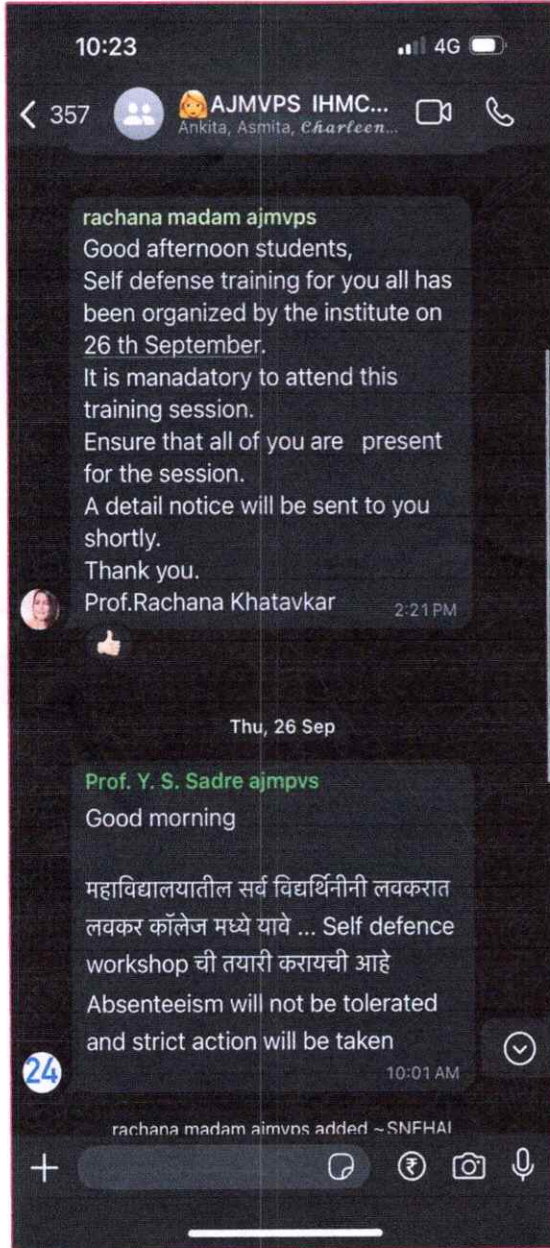 10:23
4G
357
AJMVPS IHMC...
Ankita, Asmita, Charleen...
rachana madam ajmvps
Good afternoon students,
Self defense training for you all has
been organized by the institute on
26 th September.
It is manadatory to attend this
training session.
Ensure that all of you are present
for the session.
A detail notice will be sent to you
shortly.
Thank you.
Prof.Rachana Khatavkar
2:21 PM
Thu, 26 Sep
Prof. Y. S. Sadre ajmpvs
Good morning
महाविद्यालयातील सर्व विद्यर्थिनीनी लवकरात
लवकर कॉलेज मध्ये यावे ... Self defence
workshop ची तयारी करायची आहे
Absenteeism will not be tolerated
and strict action will be taken
24
10:01 AM
rachana madam ajmvps added ~SNEHAL